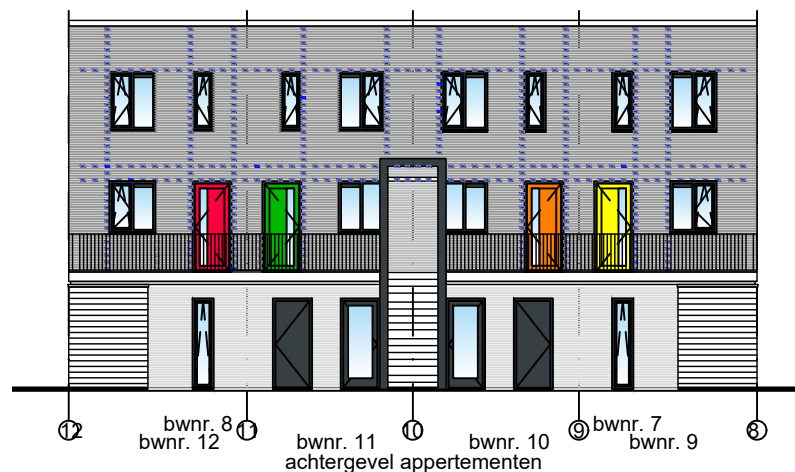 12 11 10 9 8
bwnr. 8 bwnr. 7
bwnr. 12 bwnr. 11 bwnr. 10 bwnr. 9
achtergevel appertementen